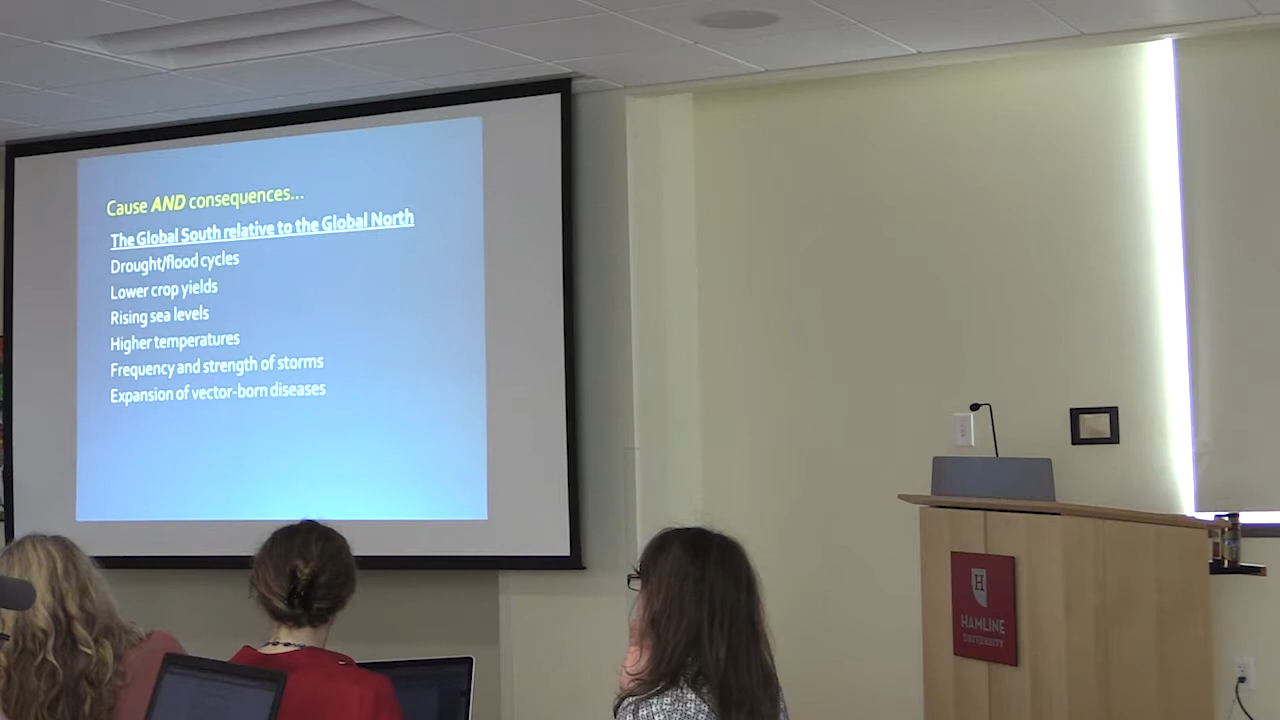 Cause AND consequences...
The Global South relative to the Global North
Drought/flood cycles
Lower crop yields
Rising sea levels
Higher temperatures
Frequency and strength of storms
Expansion of vector-born diseases
H
HAMLINE
UNIVERSITY